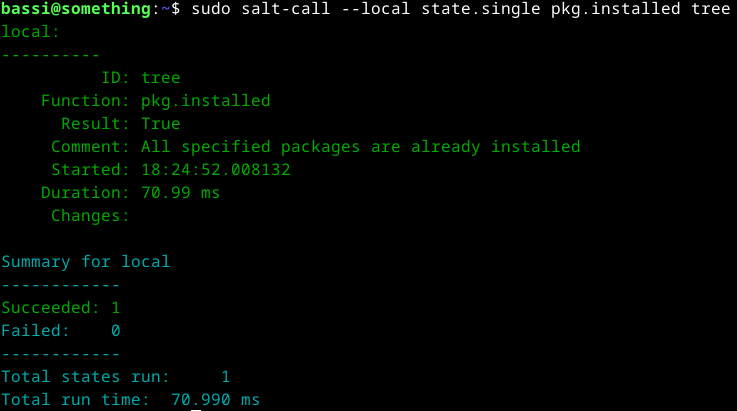 bassi@something:~$ sudo salt-call --local state.single pkg.installed tree
local:
----------
          ID: tree
    Function: pkg.installed
      Result: True
     Comment: All specified packages are already installed
     Started: 18:24:52.008132
    Duration: 70.99 ms
     Changes:

Summary for local
------------
Succeeded: 1
Failed:    0
------------
Total states run:     1
Total run time:  70.990 ms